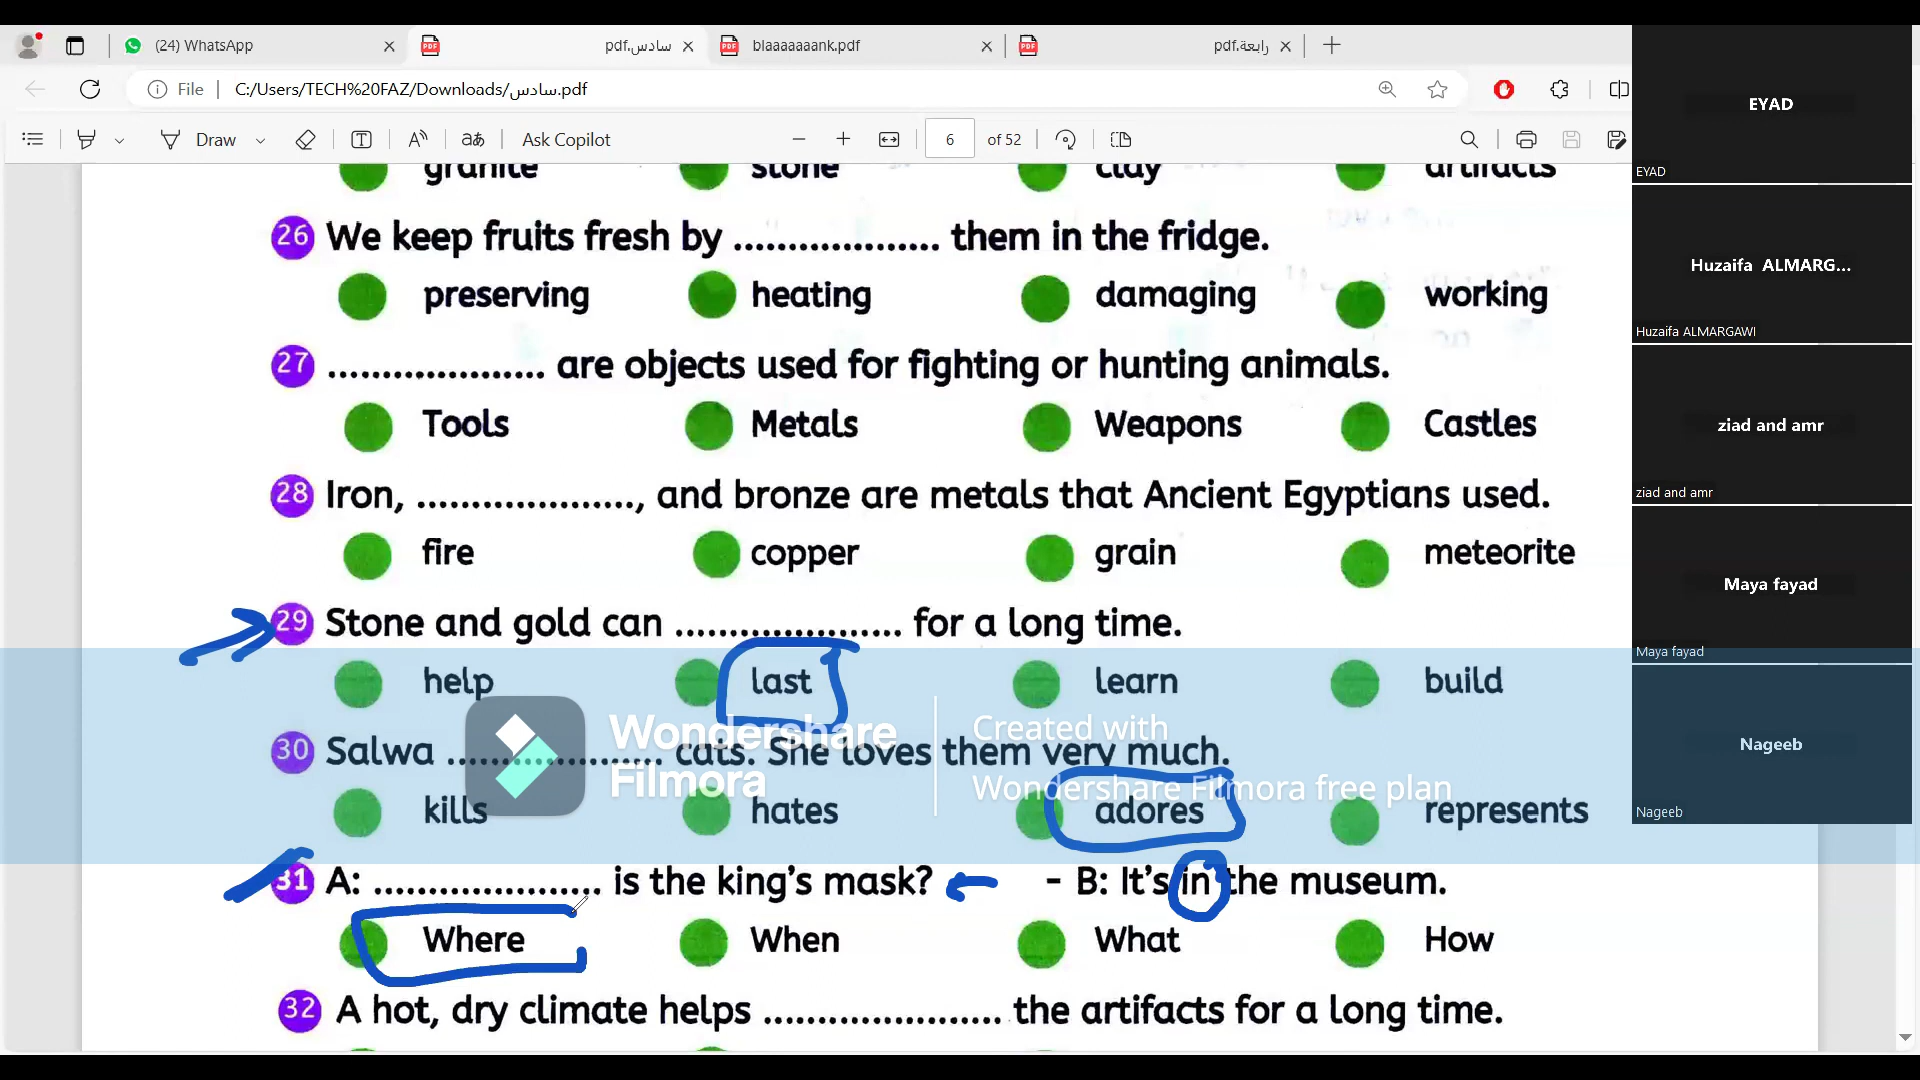 (24) WhatsApp
سادس.pdf
blaaaaaaank.pdf
رابعة.pdf
File
C:/Users/TECH%20FAZ/Downloads/سادس.pdf
Draw
Ask Copilot
6 of 52
granite stone clay artifacts
26 We keep fruits fresh by ................... them in the fridge.
preserving heating damaging working
27 .................... are objects used for fighting or hunting animals.
Tools Metals Weapons Castles
28 Iron, ...................., and bronze are metals that Ancient Egyptians used.
fire copper grain meteorite
29 Stone and gold can ..................... for a long time.
help last learn build
30 Salwa .................... cats. She loves them very much.
kills hates adores represents
31 A: ..................... is the king's mask? - B: It's in the museum.
Where When What How
32 A hot, dry climate helps ...................... the artifacts for a long time.
Wondershare
Filmora
Created with
Wondershare Filmora free plan
EYAD
EYAD
Huzaifa ALMARG...
Huzaifa ALMARGAWI
ziad and amr
ziad and amr
Maya fayad
Maya fayad
Nageeb
Nageeb